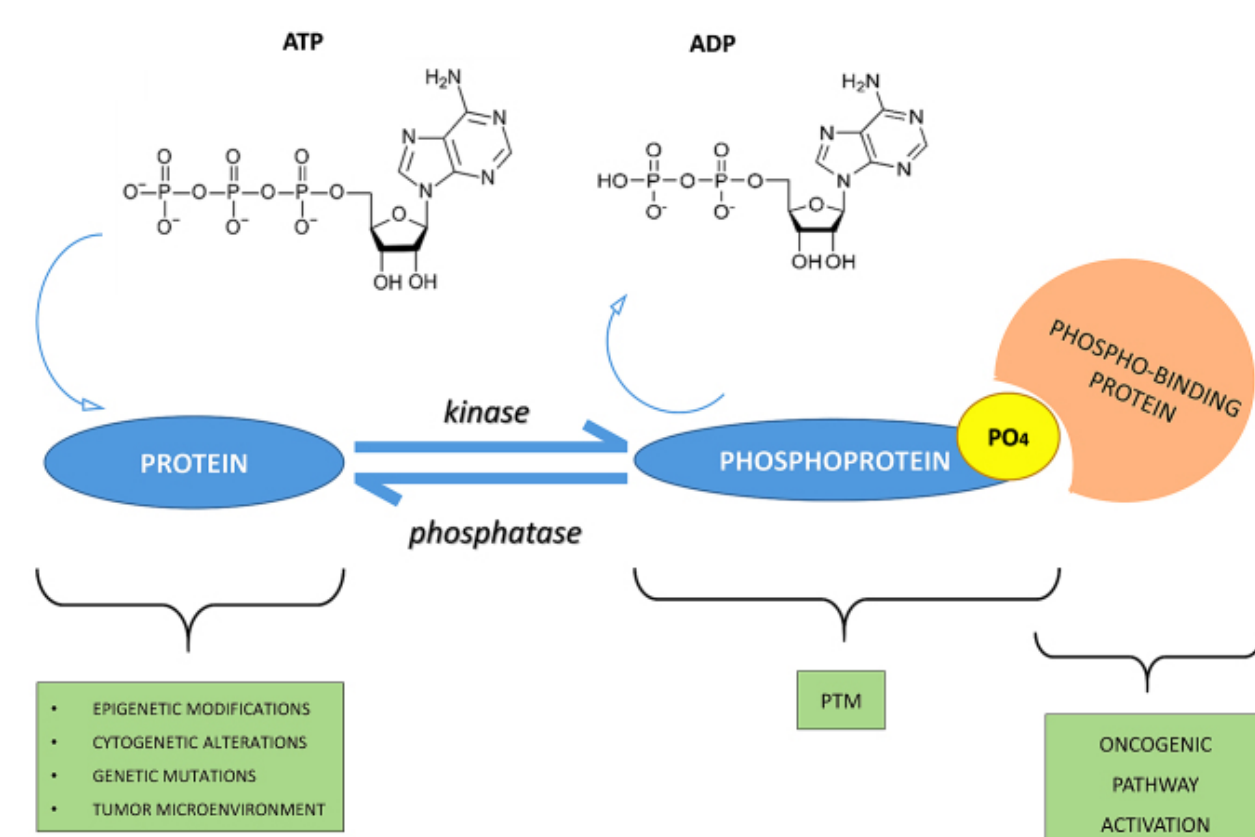 ATP
ADP
H₂N
N
N
N
N
O
O
O
O⁻
P
O
P
O
P
O
O⁻
O⁻
O⁻
O
OH OH
H₂N
N
N
N
N
O
O
HO
P
O
P
O
O⁻
O⁻
O
OH OH
PHOSPHO-BINDING
PROTEIN
kinase
PROTEIN
PHOSPHOPROTEIN
PO4
phosphatase
• EPIGENETIC MODIFICATIONS
• CYTOGENETIC ALTERATIONS
• GENETIC MUTATIONS
• TUMOR MICROENVIRONMENT
PTM
ONCOGENIC
PATHWAY
ACTIVATION